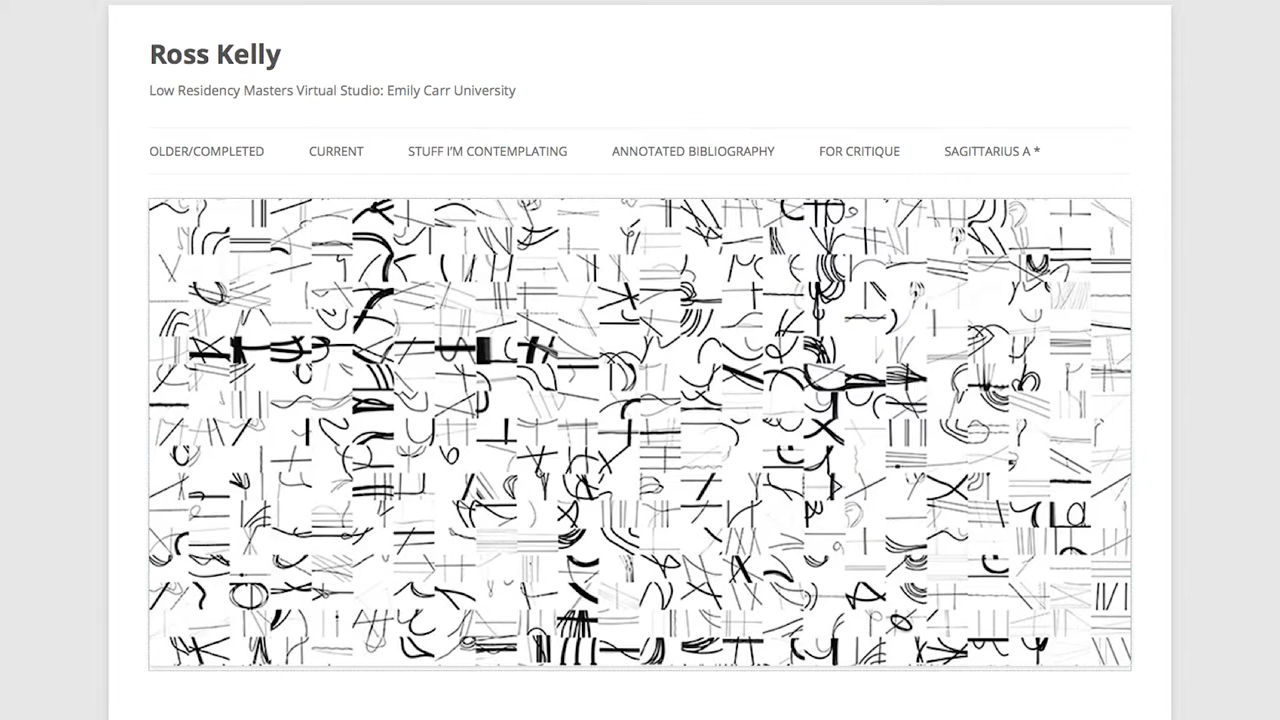 Ross Kelly
Low Residency Masters Virtual Studio: Emily Carr University
OLDER/COMPLETED CURRENT STUFF I'M CONTEMPLATING ANNOTATED BIBLIOGRAPHY FOR CRITIQUE SAGITTARIUS A *